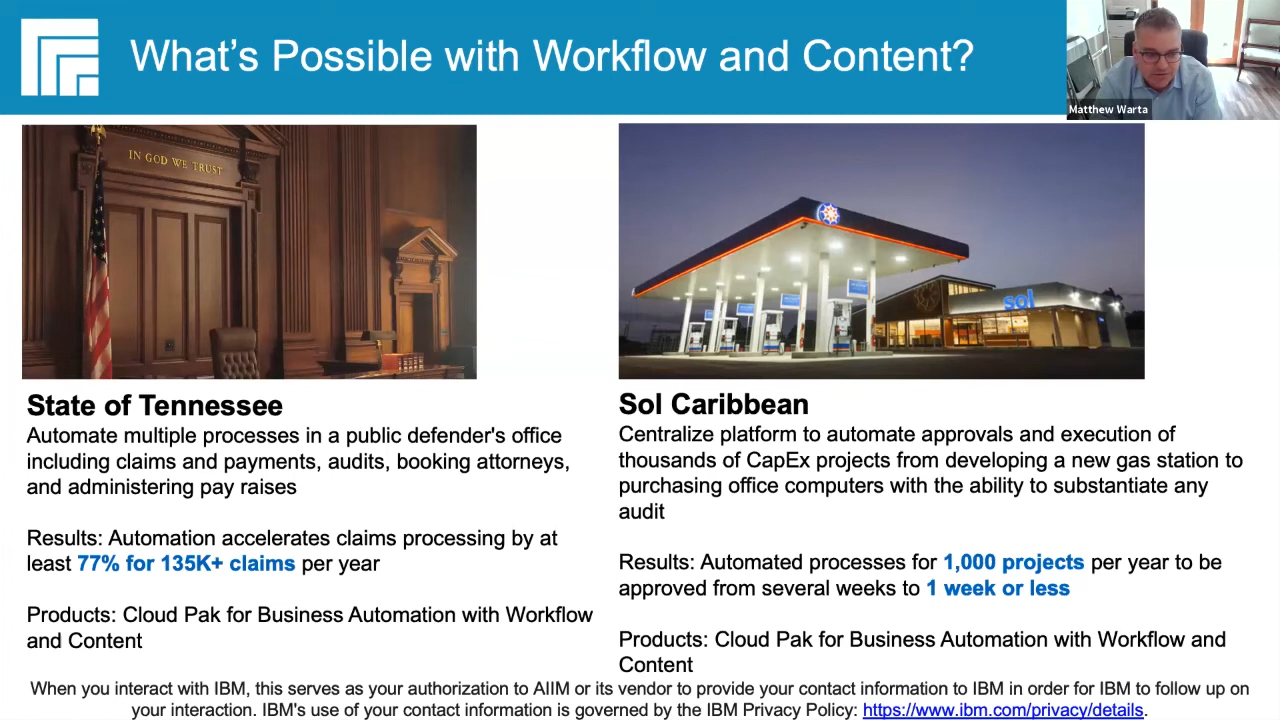 What's Possible with Workflow and Content?
Matthew Warta
IN GOD WE TRUST
sol
State of Tennessee
Automate multiple processes in a public defender's office
including claims and payments, audits, booking attorneys,
and administering pay raises
Results: Automation accelerates claims processing by at
least 77% for 135K+ claims per year
Products: Cloud Pak for Business Automation with Workflow
and Content
Sol Caribbean
Centralize platform to automate approvals and execution of
thousands of CapEx projects from developing a new gas station to
purchasing office computers with the ability to substantiate any
audit
Results: Automated processes for 1,000 projects per year to be
approved from several weeks to 1 week or less
Products: Cloud Pak for Business Automation with Workflow and
Content
When you interact with IBM, this serves as your authorization to AIIM or its vendor to provide your contact information to IBM in order for IBM to follow up on
your interaction. IBM's use of your contact information is governed by the IBM Privacy Policy: https://www.ibm.com/privacy/details.